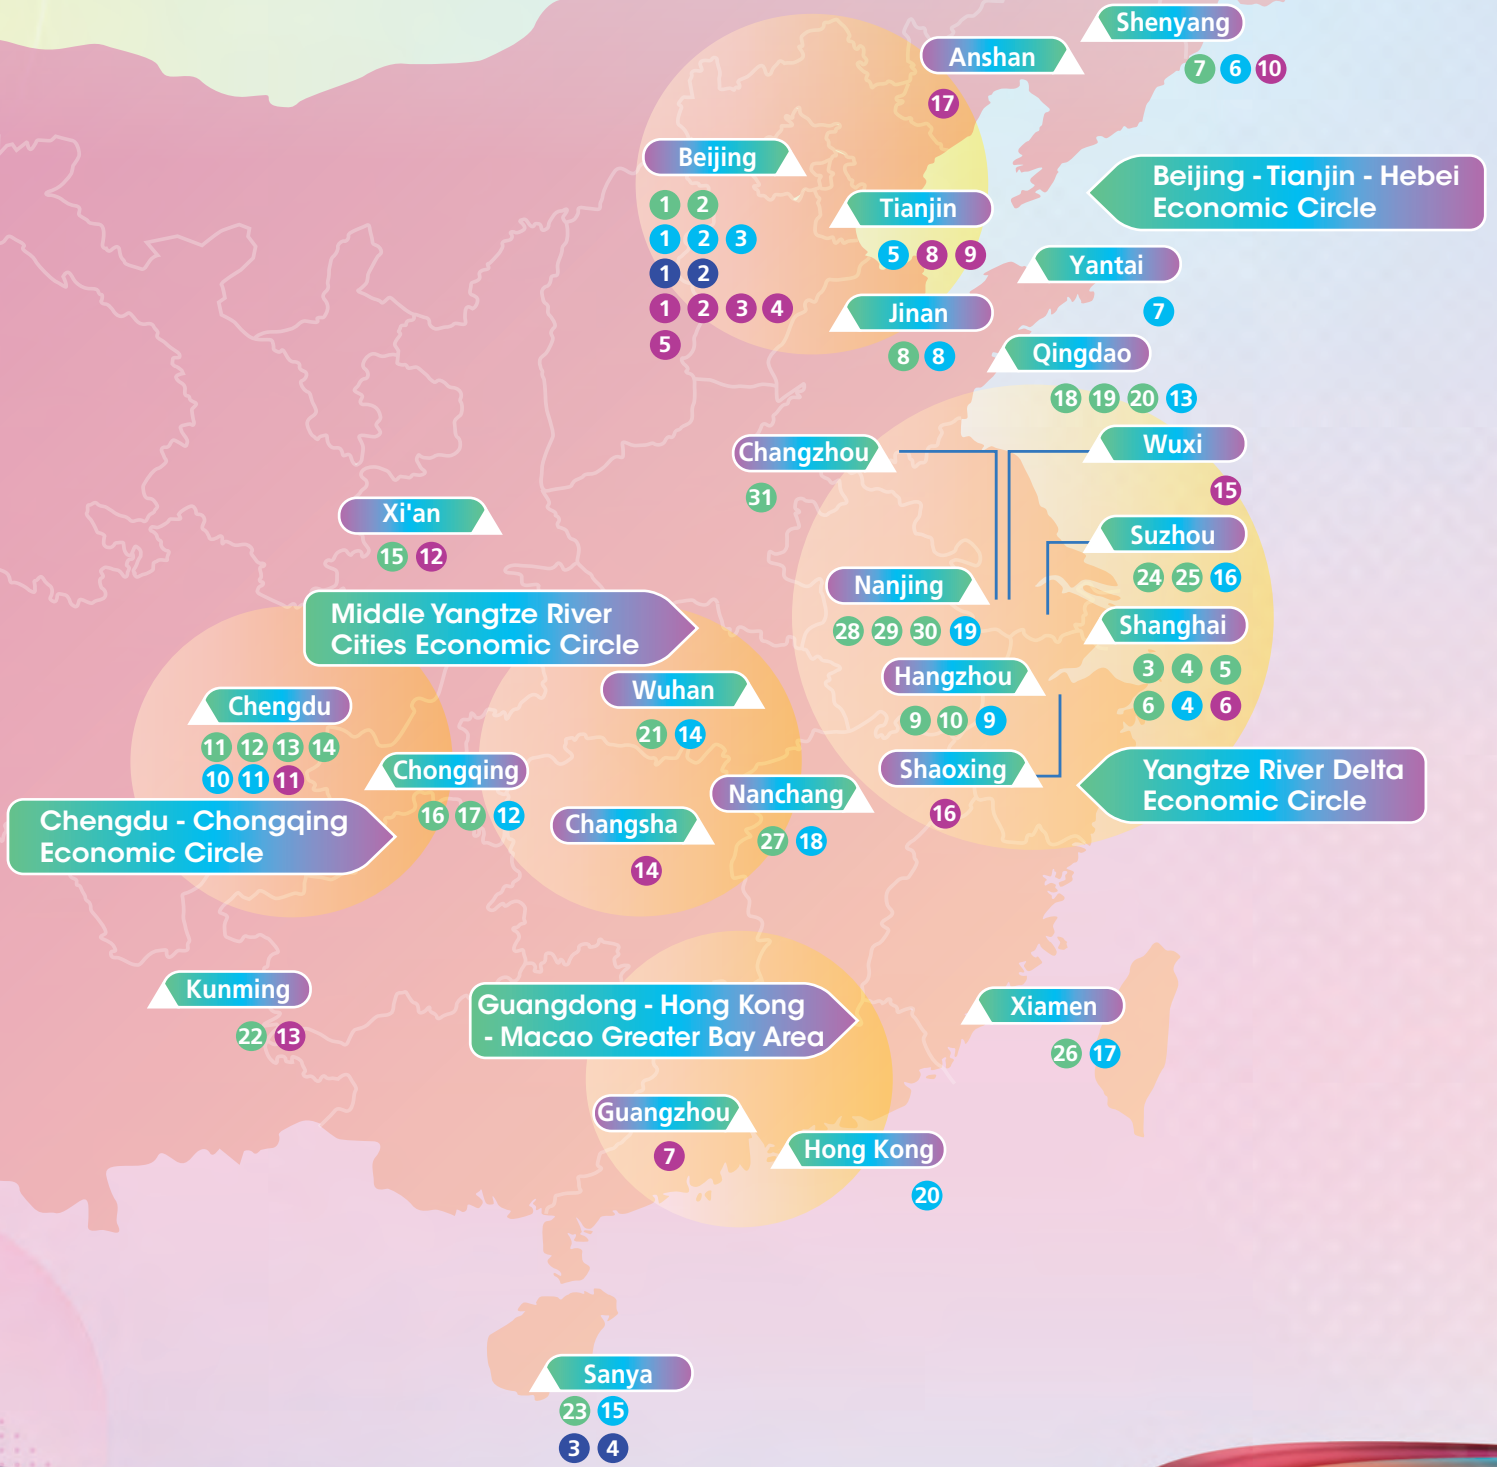 Shenyang
7 6 10
Anshan
17
Beijing
1 2
1 2 3
1 2
1 2 3 4
5
Tianjin
5 8 9
Beijing - Tianjin - Hebei
Economic Circle
Yantai
7
Jinan
8 8
Qingdao
18 19 20 13
Changzhou
31
Wuxi
15
Xi'an
15 12
Suzhou
24 25 16
Nanjing
28 29 30 19
Middle Yangtze River
Cities Economic Circle
Shanghai
3 4 5
6 4 6
Hangzhou
9 10 9
Wuhan
21 14
Chengdu
11 12 13 14
10 11 11
Chongqing
16 17 12
Shaoxing
16
Yangtze River Delta
Economic Circle
Nanchang
27 18
Changsha
14
Chengdu - Chongqing
Economic Circle
Kunming
22 13
Guangdong - Hong Kong
- Macao Greater Bay Area
Xiamen
26 17
Guangzhou
7
Hong Kong
20
Sanya
23 15
3 4